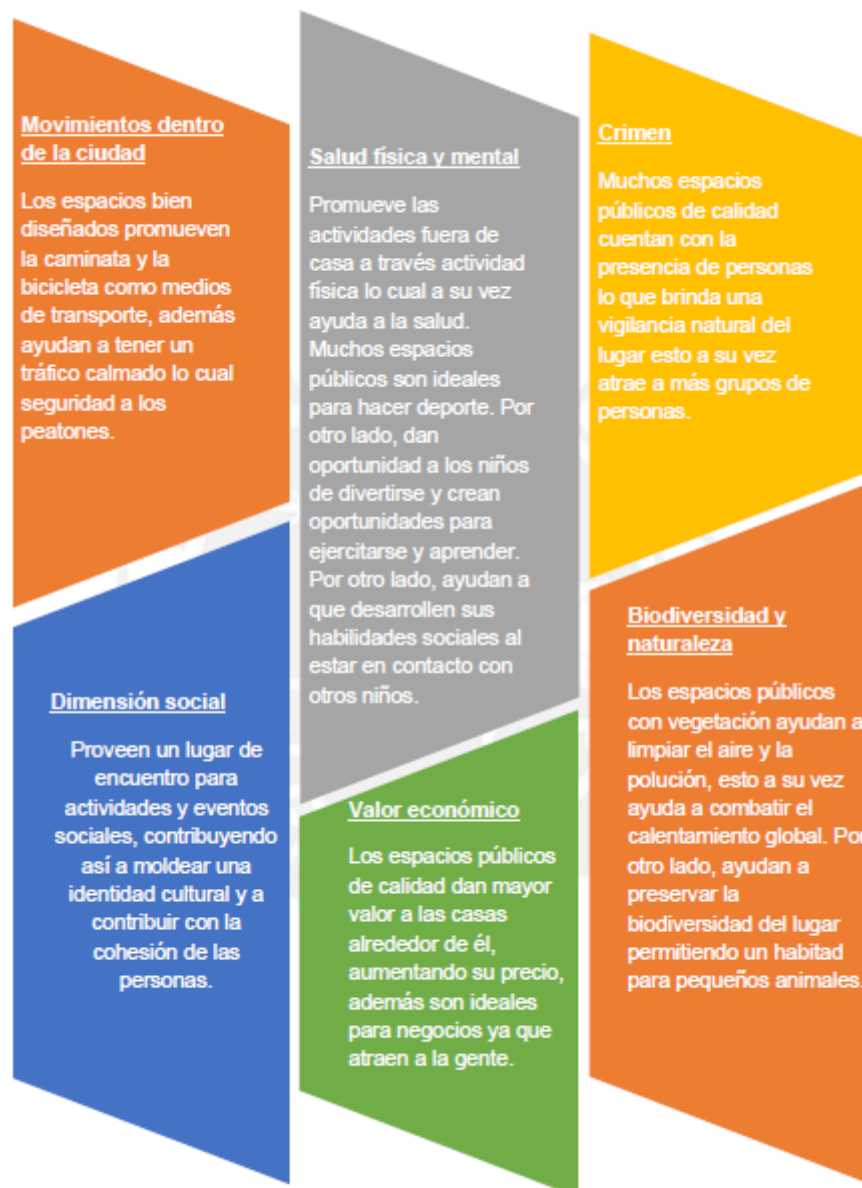 Movimientos dentro
de la ciudad
Los espacios bien
diseñados promueven
la caminata y la
bicicleta como medios
de transporte, además
ayudan a tener un
tráfico calmado lo cual
seguridad a los
peatones.
Salud física y mental
Promueve las
actividades fuera de
casa a través actividad
física lo cual a su vez
ayuda a la salud.
Muchos espacios
públicos son ideales
para hacer deporte. Por
otro lado, dan
oportunidad a los niños
de divertirse y crean
oportunidades para
ejercitarse y aprender.
Por otro lado, ayudan a
que desarrollen sus
habilidades sociales al
estar en contacto con
otros niños.
Crimen
Muchos espacios
públicos de calidad
cuentan con la
presencia de personas
lo que brinda una
vigilancia natural del
lugar esto a su vez
atrae a más grupos de
personas.
Dimensión social
Proveen un lugar de
encuentro para
actividades y eventos
sociales, contribuyendo
así a moldear una
identidad cultural y a
contribuir con la
cohesión de las
personas.
Valor económico
Los espacios públicos
de calidad dan mayor
valor a las casas
alrededor de él,
aumentando su precio,
además son ideales
para negocios ya que
atraen a la gente.
Biodiversidad y
naturaleza
Los espacios públicos
con vegetación ayudan a
limpiar el aire y la
polución, esto a su vez
ayuda a combatir el
calentamiento global. Por
otro lado, ayudan a
preservar la
biodiversidad del lugar
permitiendo un habitad
para pequeños animales.